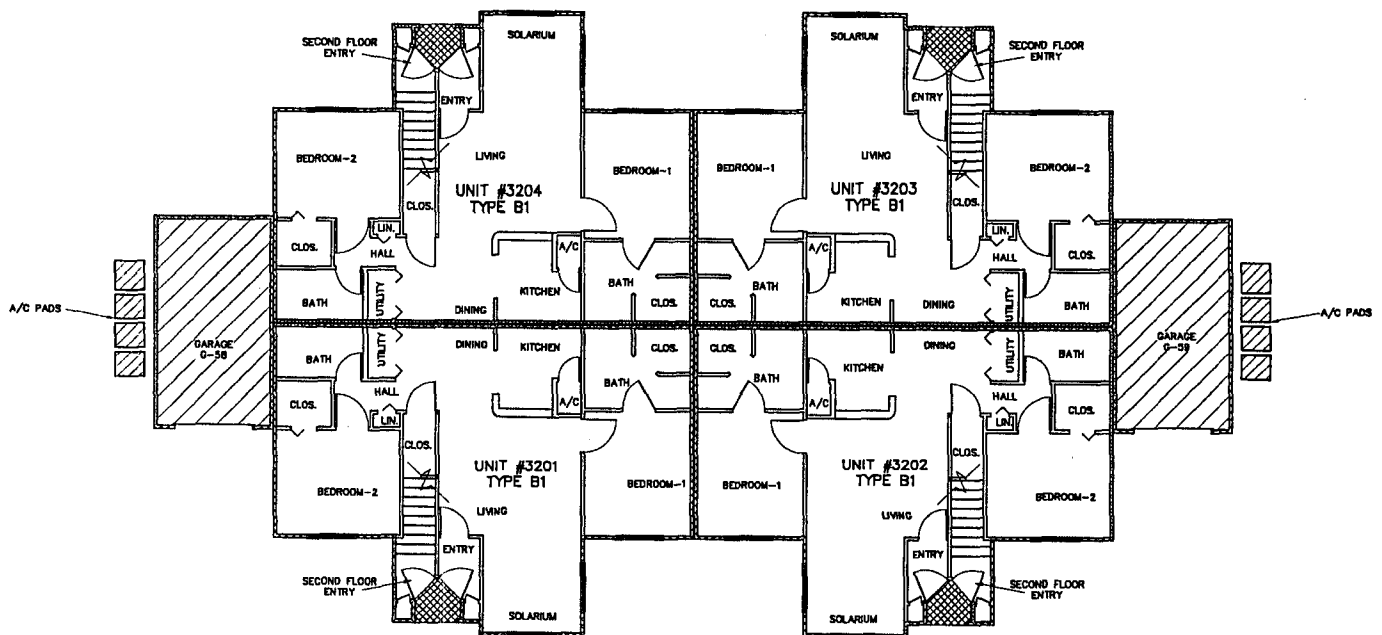 SOLARIUM
SOLARIUM
SECOND FLOOR
ENTRY
SECOND FLOOR
ENTRY
ENTRY
ENTRY
BEDROOM-2
LIVING
BEDROOM-1
BEDROOM-1
LIVING
BEDROOM-2
UNIT #3204
TYPE B1
UNIT #3203
TYPE B1
CLOS.
CLOS.
LIN.
LIN.
CLOS.
HALL
A/C
A/C
HALL
CLOS.
BATH
BATH
BATH
UTILITY
KITCHEN
CLOS.
CLOS.
KITCHEN
UTILITY
BATH
DINING
DINING
A/C PADS
A/C PADS
GARAGE
G-58
GARAGE
G-59
DINING
KITCHEN
CLOS.
CLOS.
KITCHEN
DINING
BATH
UTILITY
UTILITY
BATH
BATH
BATH
HALL
HALL
CLOS.
A/C
A/C
CLOS.
LIN.
LIN.
CLOS.
CLOS.
UNIT #3201
TYPE B1
UNIT #3202
TYPE B1
BEDROOM-2
BEDROOM-1
BEDROOM-1
BEDROOM-2
LIVING
LIVING
ENTRY
ENTRY
SECOND FLOOR
ENTRY
SECOND FLOOR
ENTRY
SOLARIUM
SOLARIUM